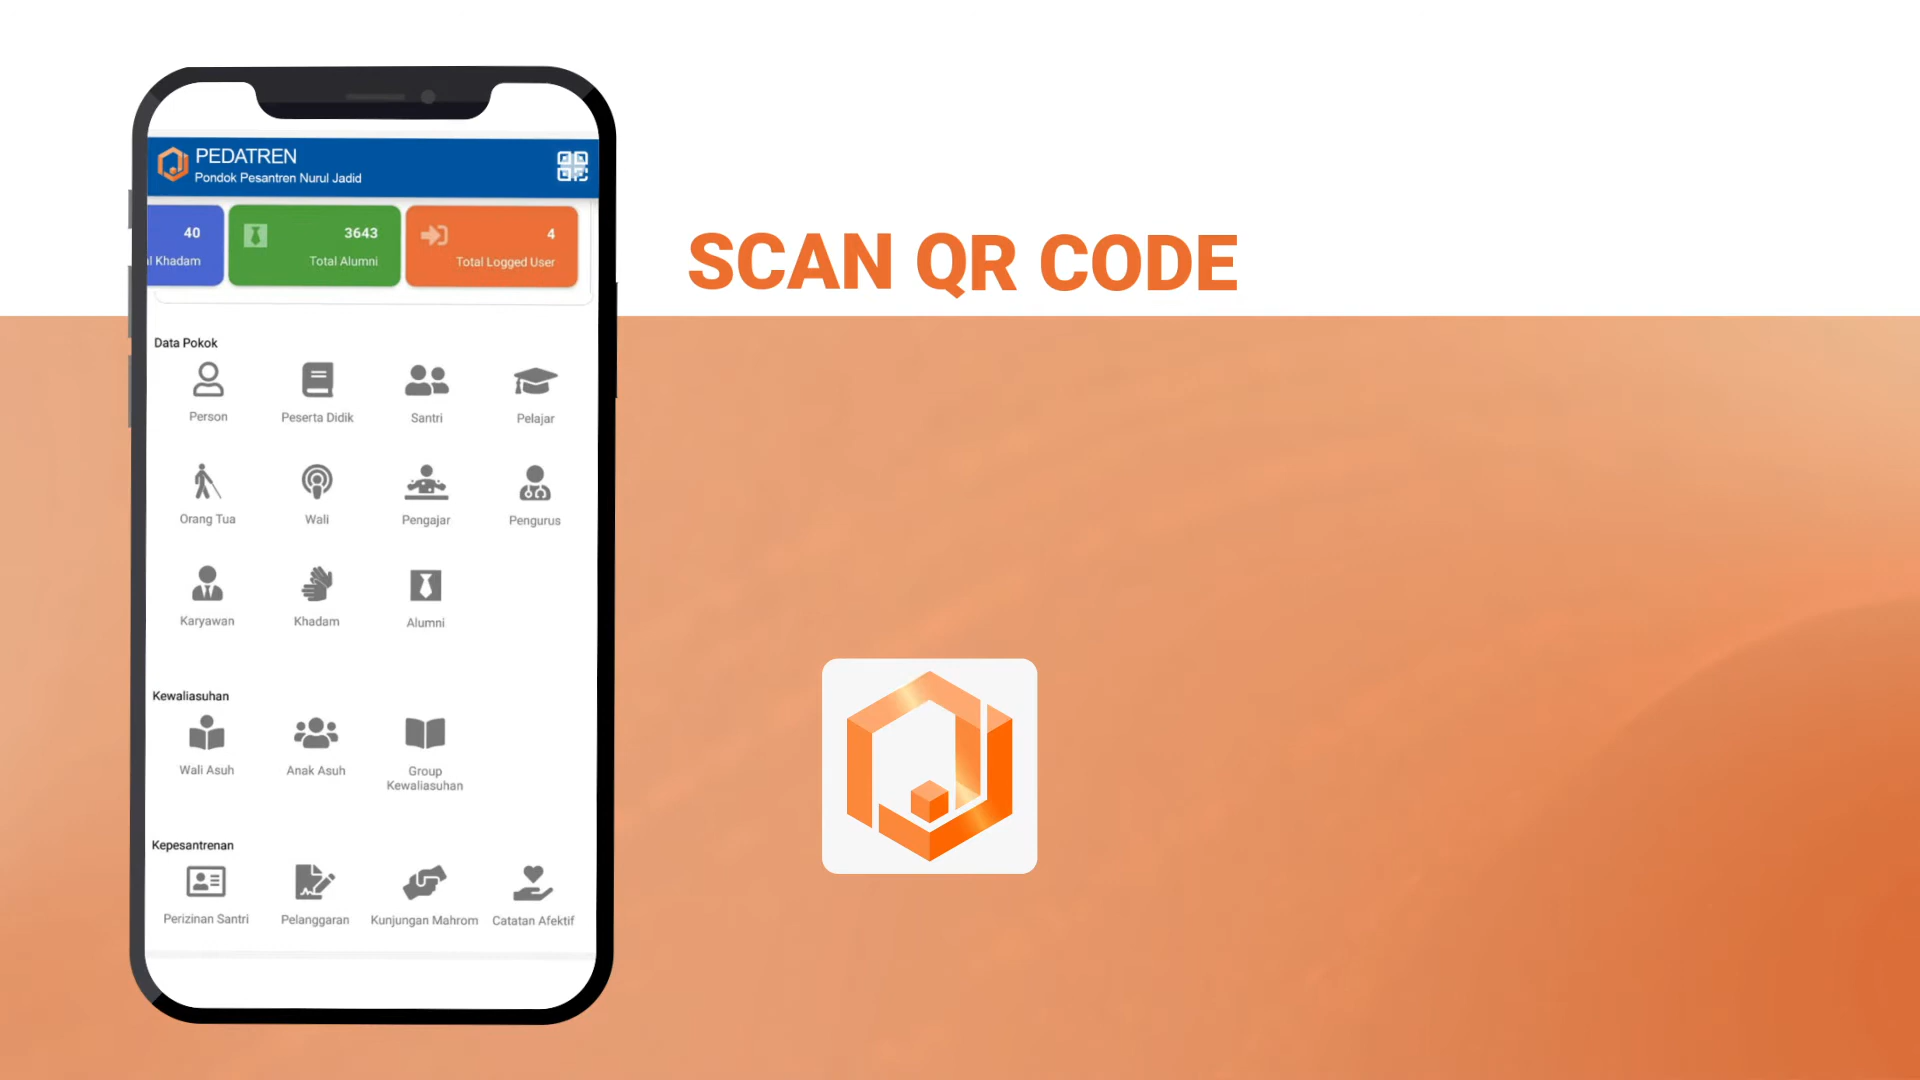 PEDATREN
Pondok Pesantren Nurul Jadid
40
l Khadam
3643
Total Alumni
4
Total Logged User
SCAN QR CODE
Data Pokok
Person
Peserta Didik
Santri
Pelajar
Orang Tua
Wali
Pengajar
Pengurus
Karyawan
Khadam
Alumni
Kewaliasuhan
Wali Asuh
Anak Asuh
Group
Kewaliasuhan
Kepesantrenan
Perizinan Santri
Pelanggaran
Kunjungan Mahrom
Catatan Afektif